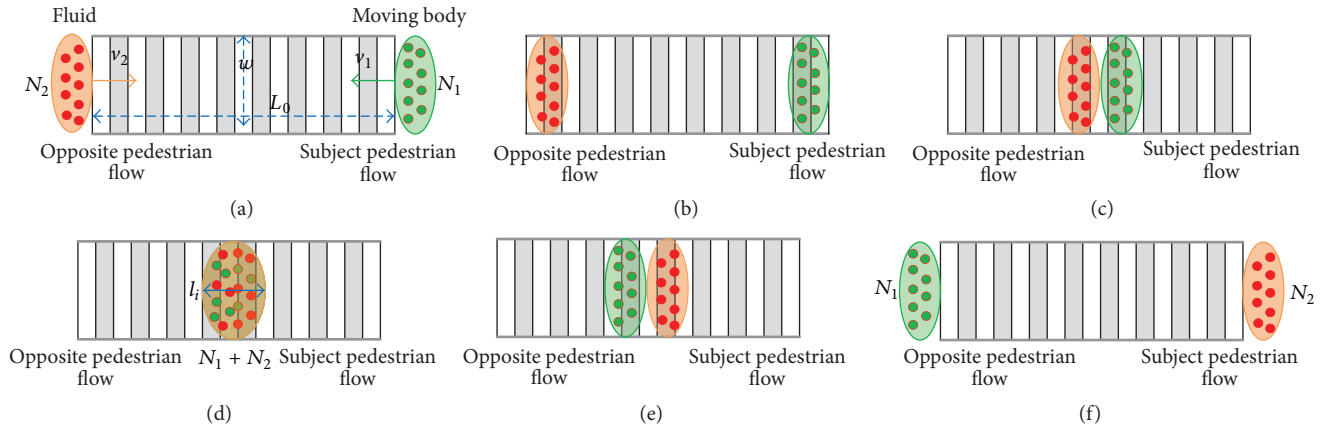 Fluid
Moving body
v2
w
v1
N2
L0
N1
Opposite pedestrian
flow
Subject pedestrian
flow
(a)
Opposite pedestrian
flow
Subject pedestrian
flow
(b)
Opposite pedestrian
flow
Subject pedestrian
flow
(c)
li
Opposite pedestrian
flow
N1 + N2
Subject pedestrian
flow
(d)
Opposite pedestrian
flow
Subject pedestrian
flow
(e)
N1
N2
Opposite pedestrian
flow
Subject pedestrian
flow
(f)